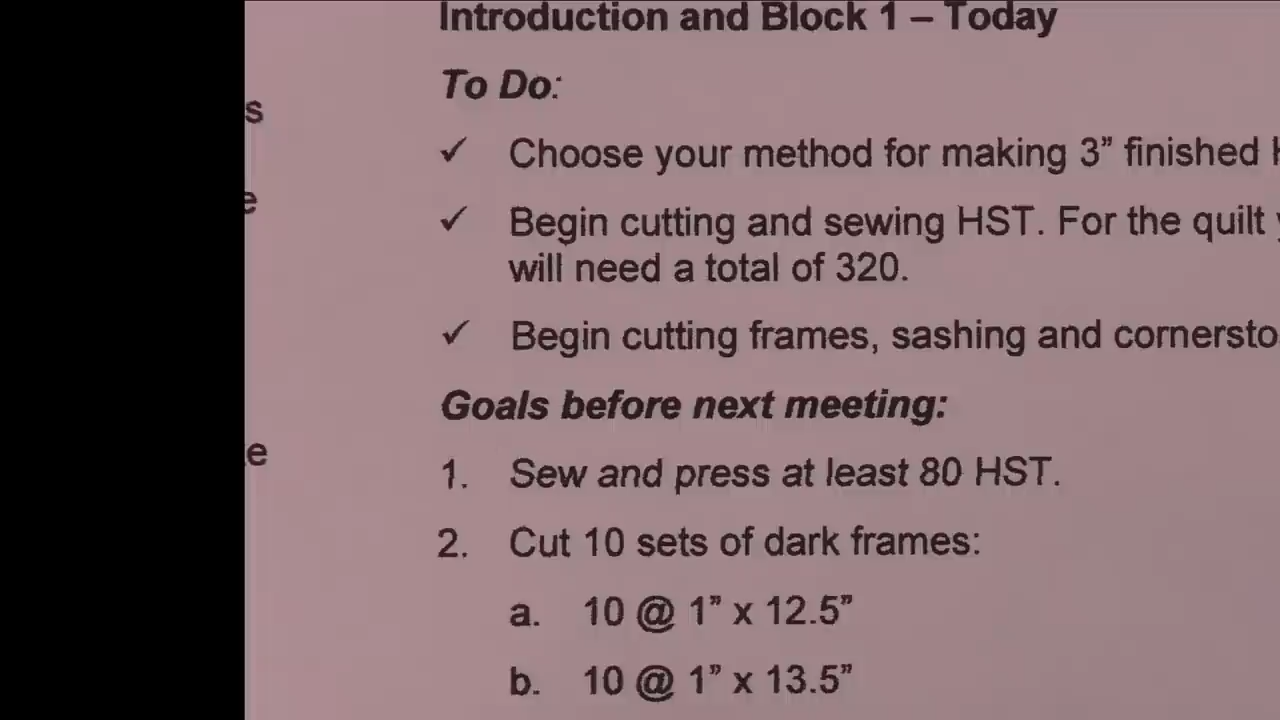 Introduction and Block 1 – Today
To Do:
✓ Choose your method for making 3” finished
✓ Begin cutting and sewing HST. For the quilt
will need a total of 320.
✓ Begin cutting frames, sashing and
Goals before next meeting:
1. Sew and press at least 80 HST.
2. Cut 10 sets of dark frames:
a. 10 @ 1” x 12.5”
b. 10 @ 1” x 13.5”